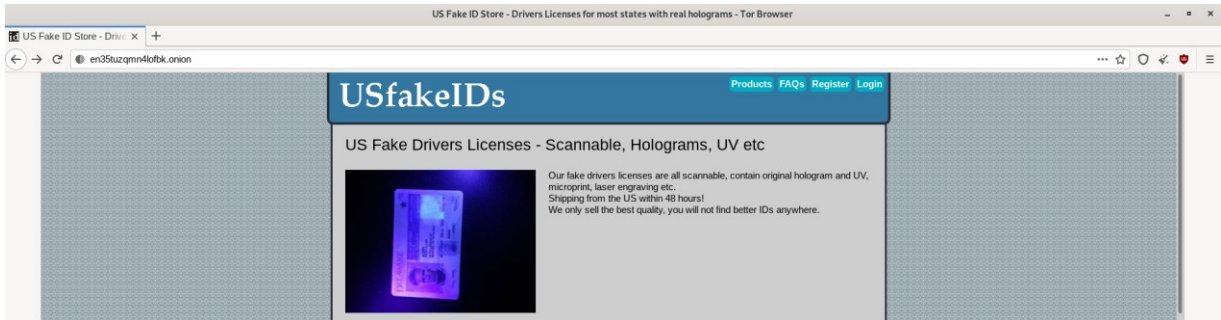 US Fake ID Store - Drivers Licenses for most states with real holograms - Tor Browser
id US Fake ID Store - Drive
en35tuzqmn4lofbk.onion
USfakeIDs
Products FAQs Register Login
US Fake Drivers Licenses - Scannable, Holograms, UV etc
Our fake drivers licenses are all scannable, contain original hologram and UV,
microprint, laser engraving etc.
Shipping from the US within 48 hours!
We only sell the best quality, you will not find better IDs anywhere.
DELAWARE